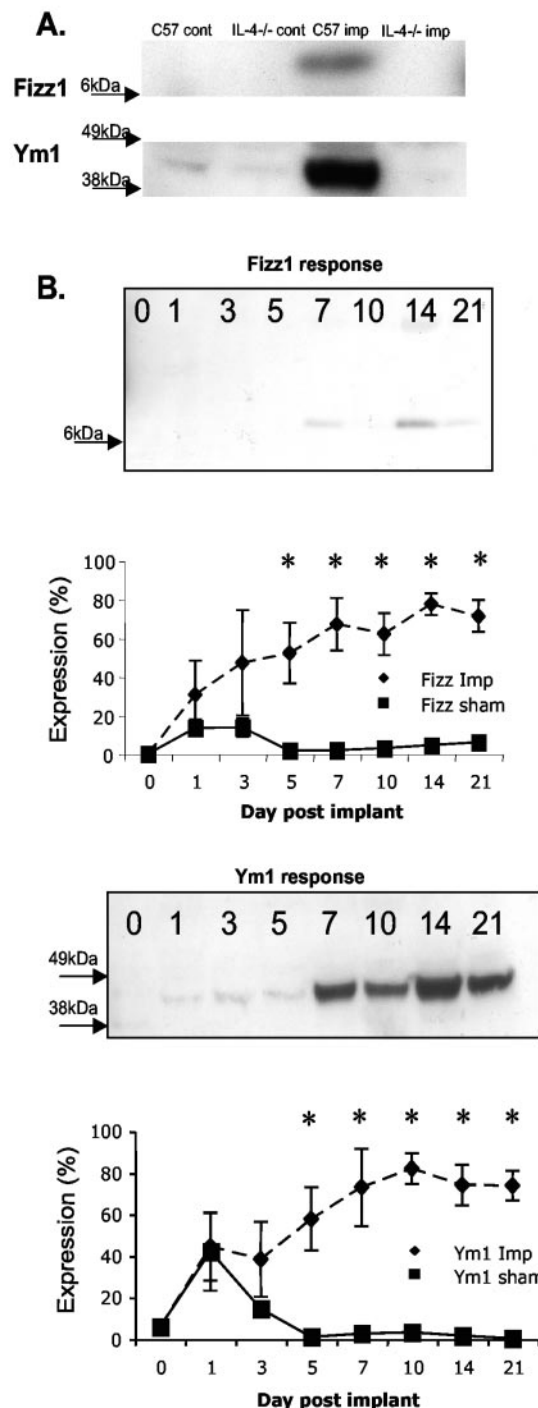 A.
C57 cont IL-4-/- cont C57 imp IL-4-/- imp
Fizz1
6kDa
49kDa
Ym1
38kDa
B.
Fizz1 response
0 1 3 5 7 10 14 21
6kDa
* * * * *
100
80
60
40
20
0
Expression (%)
Fizz Imp
Fizz sham
0 1 3 5 7 10 14 21
Day post implant
Ym1 response
0 1 3 5 7 10 14 21
49kDa
38kDa
* * * * *
100
80
60
40
20
0
Expression (%)
Ym1 Imp
Ym1 sham
0 1 3 5 7 10 14 21
Day post implant